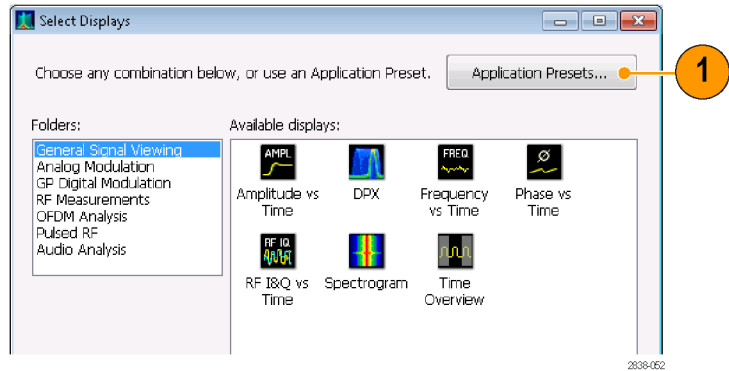 Select Displays
Choose any combination below, or use an Application Preset.
Application Presets...
1
Folders:
General Signal Viewing
Analog Modulation
GP Digital Modulation
RF Measurements
OFDM Analysis
Pulsed RF
Audio Analysis
Available displays:
AMPL
Amplitude vs
Time
DPX
FREQ
Frequency
vs Time
Ø
Phase vs
Time
RF IQ
RF I&Q vs
Time
Spectrogram
Time
Overview
2838-052